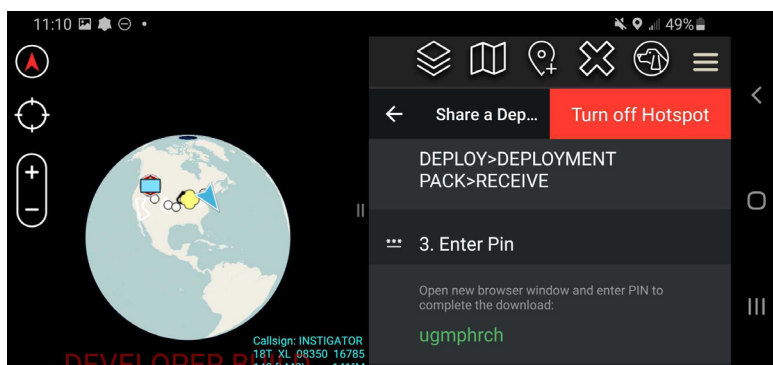 11:10
49%
Share a Dep...
Turn off Hotspot
DEPLOY>DEPLOYMENT
PACK>RECEIVE
3. Enter Pin
Open new browser window and enter PIN to
complete the download:
ugmphrch
Callsign: INSTIGATOR
18T XL 08350 16785
DEVELOPER BUILD